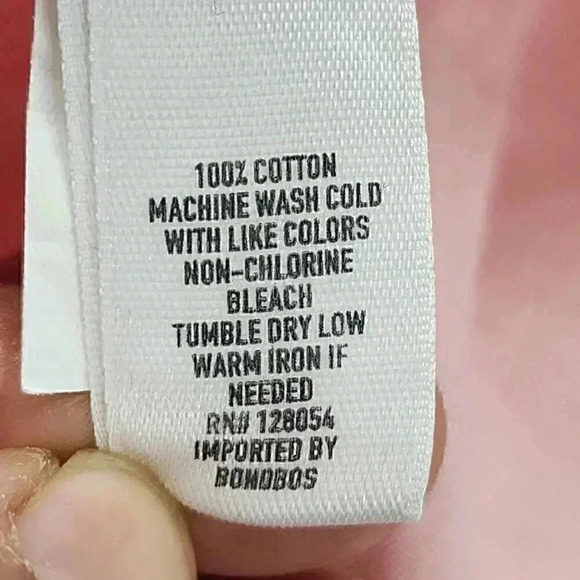 100% COTTON
MACHINE WASH COLD
WITH LIKE COLORS
NON-CHLORINE
BLEACH
TUMBLE DRY LOW
WARM IRON IF
NEEDED
RN# 128054
IMPORTED BY
BONOBOS